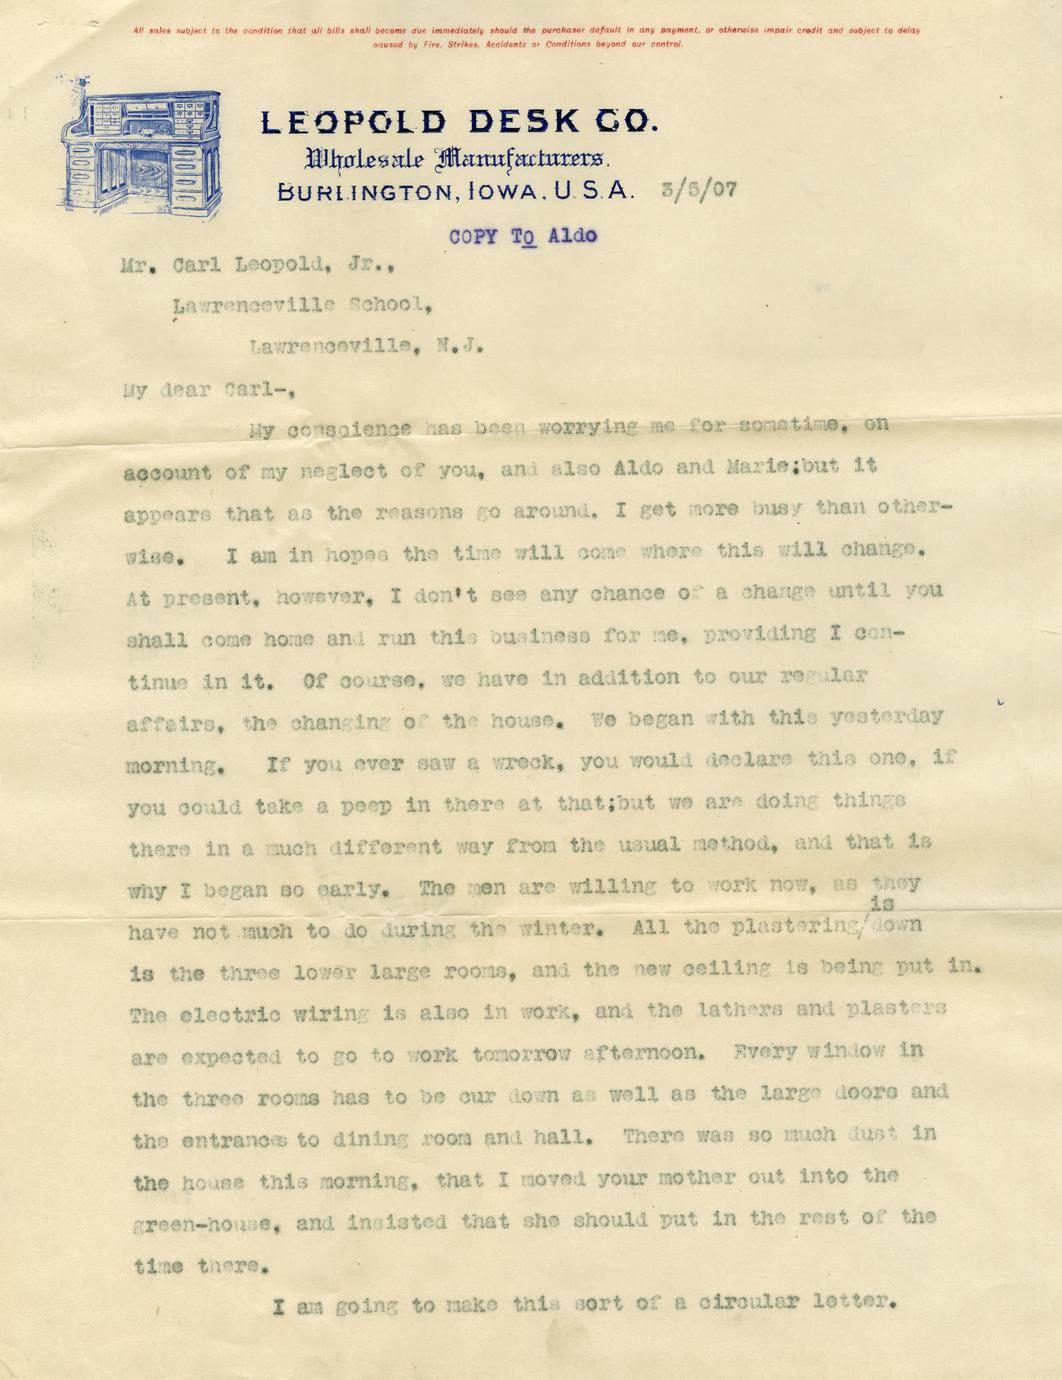 All sales subject to the condition that all bills shall become due immediately should the purchaser default in any payment, or otherwise impair credit and subject to delay
caused by Fire, Strikes, Accidents or Conditions beyond our control.
LEOPOLD DESK CO.
Wholesale Manufacturers.
BURLINGTON, IOWA, U.S.A. 3/5/07
COPY TO Aldo
Mr. Carl Leopold, Jr.,
Lawrenceville School,
Lawrenceville, N.J.
My dear Carl-,
My conscience has been worrying me for sometime, on
account of my neglect of you, and also Aldo and Marie;but it
appears that as the reasons go around, I get more busy than other-
wise. I am in hopes the time will come where this will change.
At present, however, I don't see any chance of a change until you
shall come home and run this business for me, providing I con-
tinue in it. Of course, we have in addition to our regular
affairs, the changing of the house. We began with this yesterday
morning. If you ever saw a wreck, you would declare this one, if
you could take a peep in there at that;but we are doing things
there in a much different way from the usual method, and that is
why I began so early. The men are willing to work now, as they
is
have not much to do during the winter. All the plastering/down
is the three lower large rooms, and the new ceiling is being put in.
The electric wiring is also in work, and the lathers and plasters
are expected to go to work tomorrow afternoon. Every window in
the three rooms has to be cur down as well as the large doors and
the entrances to dining room and hall. There was so much dust in
the house this morning, that I moved your mother out into the
green-house, and insisted that she should put in the rest of the
time there.
I am going to make this sort of a circular letter.